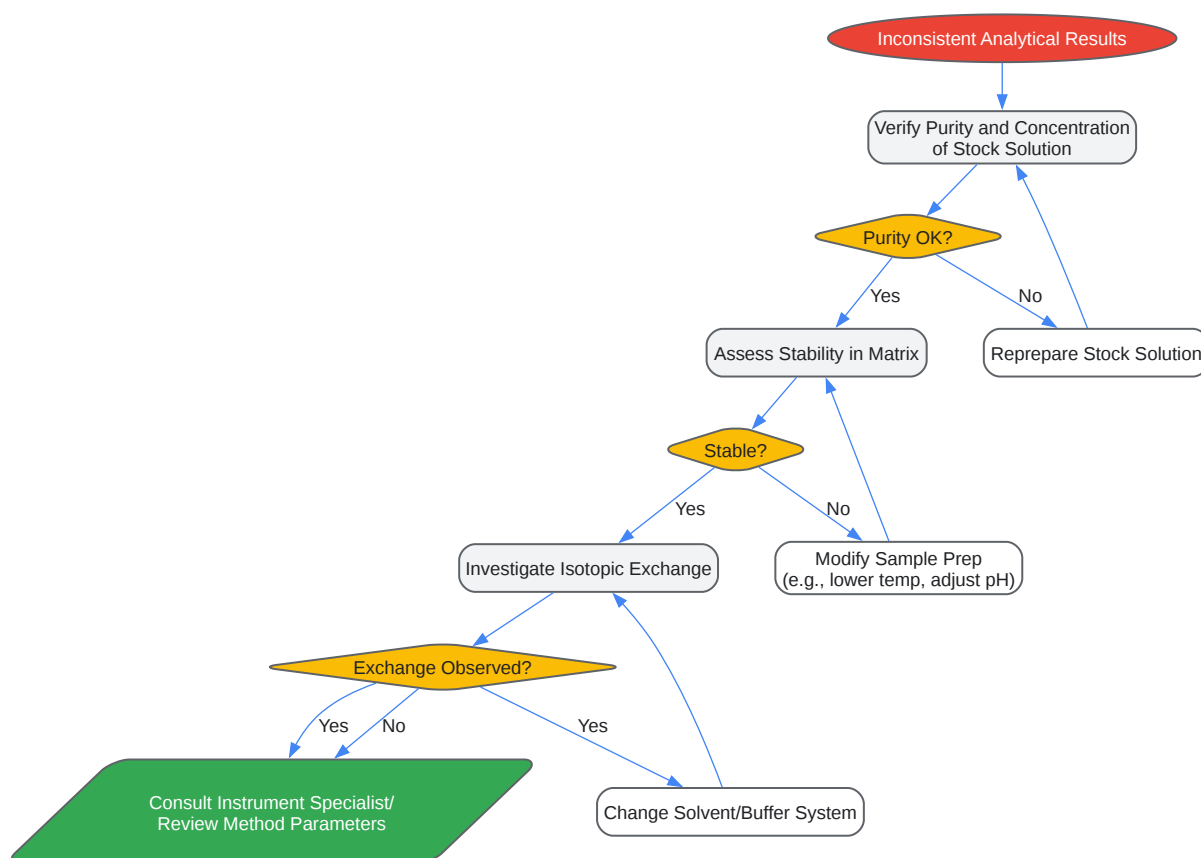 Inconsistent Analytical Results
Verify Purity and Concentration
of Stock Solution
Purity OK?
Yes
No
Assess Stability in Matrix
Reprepare Stock Solution
Stable?
Yes
No
Investigate Isotopic Exchange
Modify Sample Prep
(e.g., lower temp, adjust pH)
Exchange Observed?
Yes
No
Yes
Consult Instrument Specialist/
Review Method Parameters
Change Solvent/Buffer System